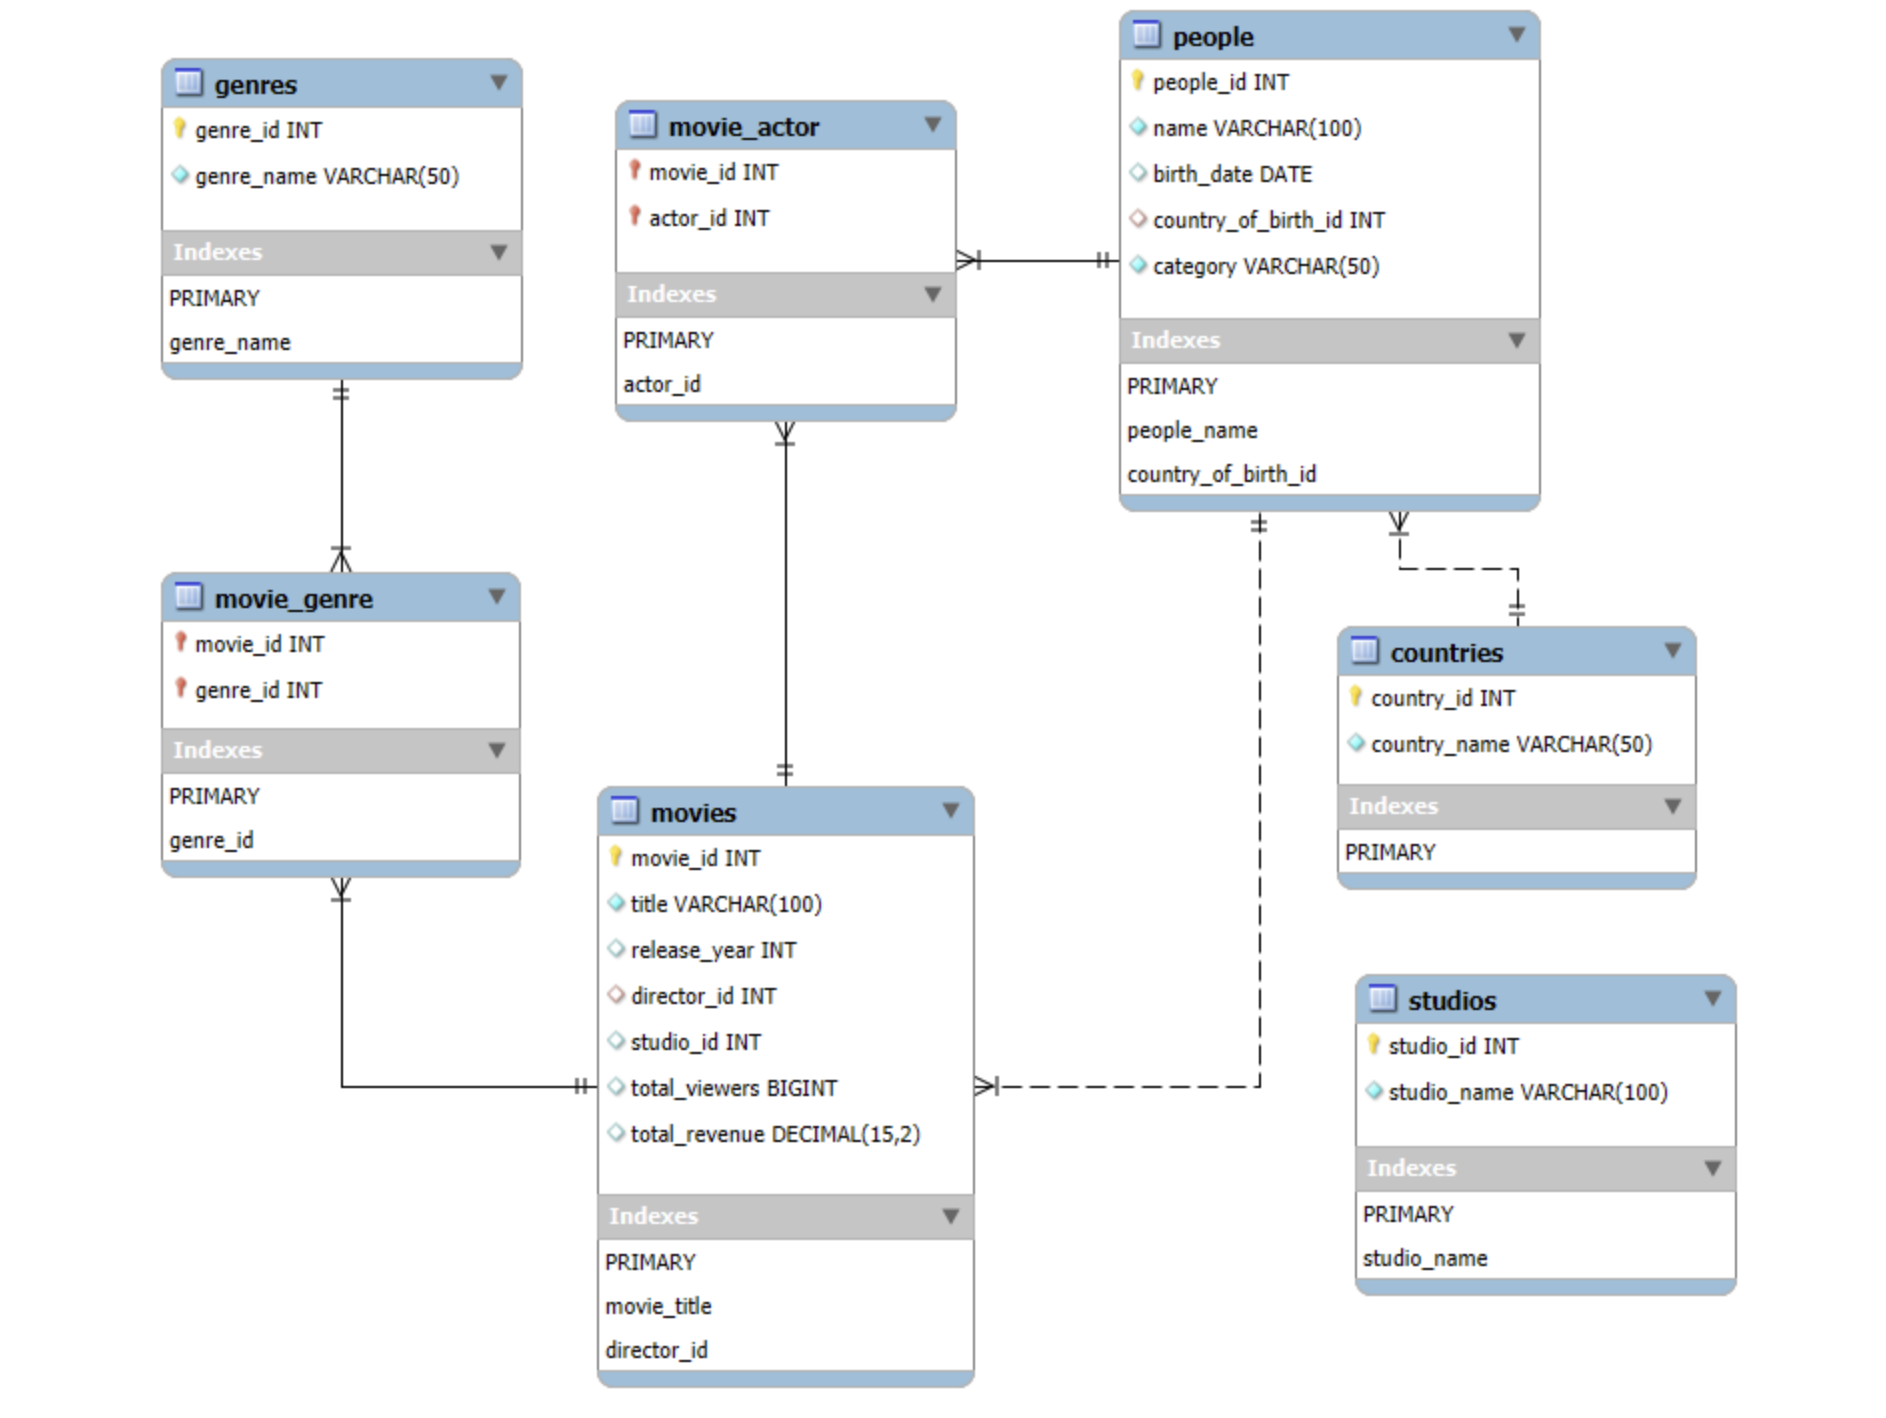 genres
genre_id INT
genre_name VARCHAR(50)
Indexes
PRIMARY
genre_name
movie_actor
movie_id INT
actor_id INT
Indexes
PRIMARY
actor_id
people
people_id INT
name VARCHAR(100)
birth_date DATE
country_of_birth_id INT
category VARCHAR(50)
Indexes
PRIMARY
people_name
country_of_birth_id
movie_genre
movie_id INT
genre_id INT
Indexes
PRIMARY
genre_id
movies
movie_id INT
title VARCHAR(100)
release_year INT
director_id INT
studio_id INT
total_viewers BIGINT
total_revenue DECIMAL(15,2)
Indexes
PRIMARY
movie_title
director_id
countries
country_id INT
country_name VARCHAR(50)
Indexes
PRIMARY
studios
studio_id INT
studio_name VARCHAR(100)
Indexes
PRIMARY
studio_name